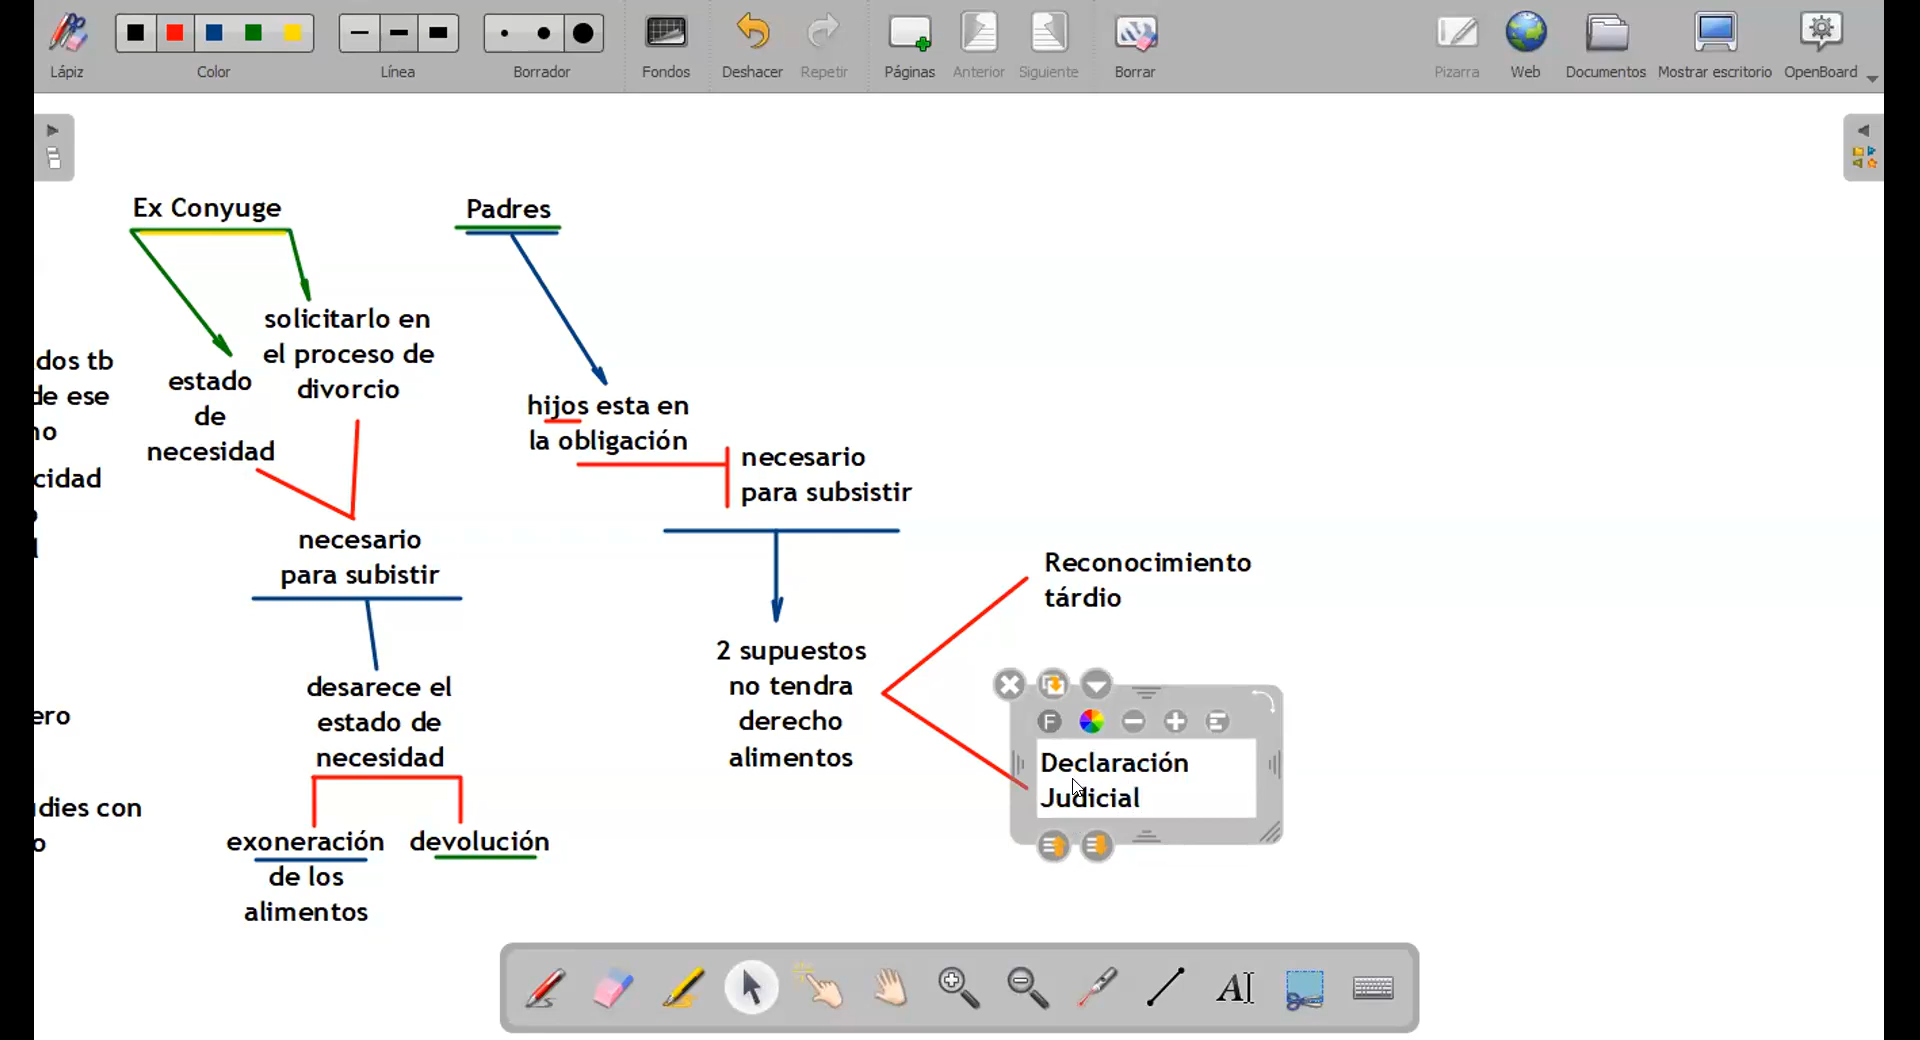 Lápiz
Color
Línea
Borrador
Fondos
Deshacer
Repetir
Páginas
Anterior
Siguiente
Borrar
Pizarra
Web
Documentos
Mostrar escritorio
OpenBoard
Ex Conyuge
Padres
solicitarlo en
el proceso de
divorcio
estado
de
necesidad
dos tb
de ese
no
cidad
hijos esta en
la obligación
necesario
para subsistir
necesario
para subistir
Reconocimiento
tárdio
2 supuestos
no tendra
derecho
alimentos
desarece el
estado de
necesidad
ero
F
Declaración
Judicial
dies con
o
exoneración
de los
alimentos
devolución
AI